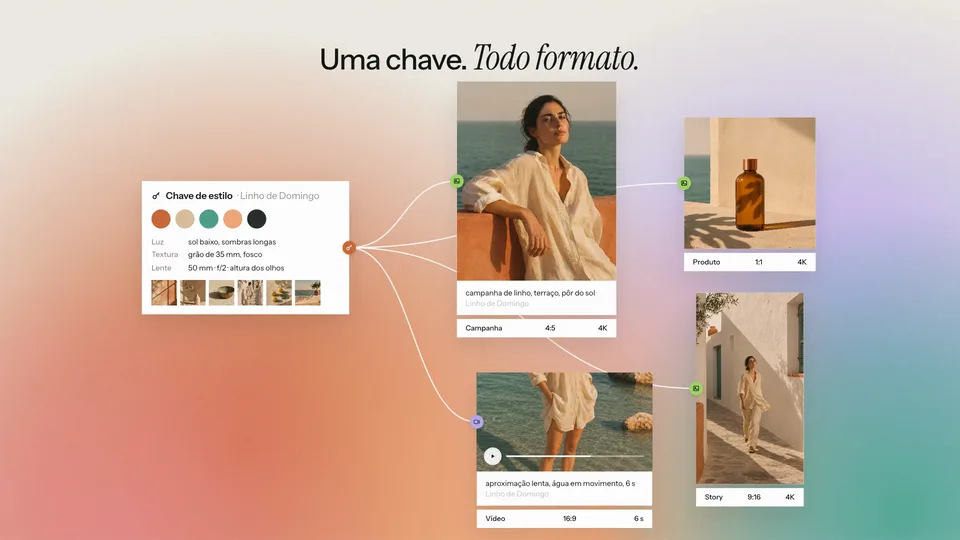 Uma chave. Todo formato.
Chave de estilo · Linho de Domingo
Luz sol baixo, sombras longas
Textura grão de 35 mm, fosco
Lente 50 mm · f/2 · altura dos olhos
campanha de linho, terraço, pôr do sol
Linho de Domingo
Campanha 4:5 4K
Produto 1:1 4K
aproximação lenta, água em movimento, 6 s
Linho de Domingo
Vídeo 16:9 6 s
Story 9:16 4K